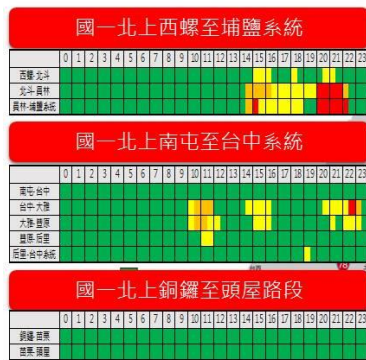 國一北上西螺至埔鹽系統
0 1 2 3 4 5 6 7 8 9 10 11 12 13 14 15 16 17 18 19 20 21 22 23
西螺-北斗
北斗-員林
員林-埔鹽系統
國一北上南屯至台中系統
0 1 2 3 4 5 6 7 8 9 10 11 12 13 14 15 16 17 18 19 20 21 22 23
南屯-台中
台中-大雅
大雅-豐原
豐原-后里
后里-台中系統
國一北上銅鑼至頭屋路段
0 1 2 3 4 5 6 7 8 9 10 11 12 13 14 15 16 17 18 19 20 21 22 23
銅鑼-苗栗
苗栗-頭屋